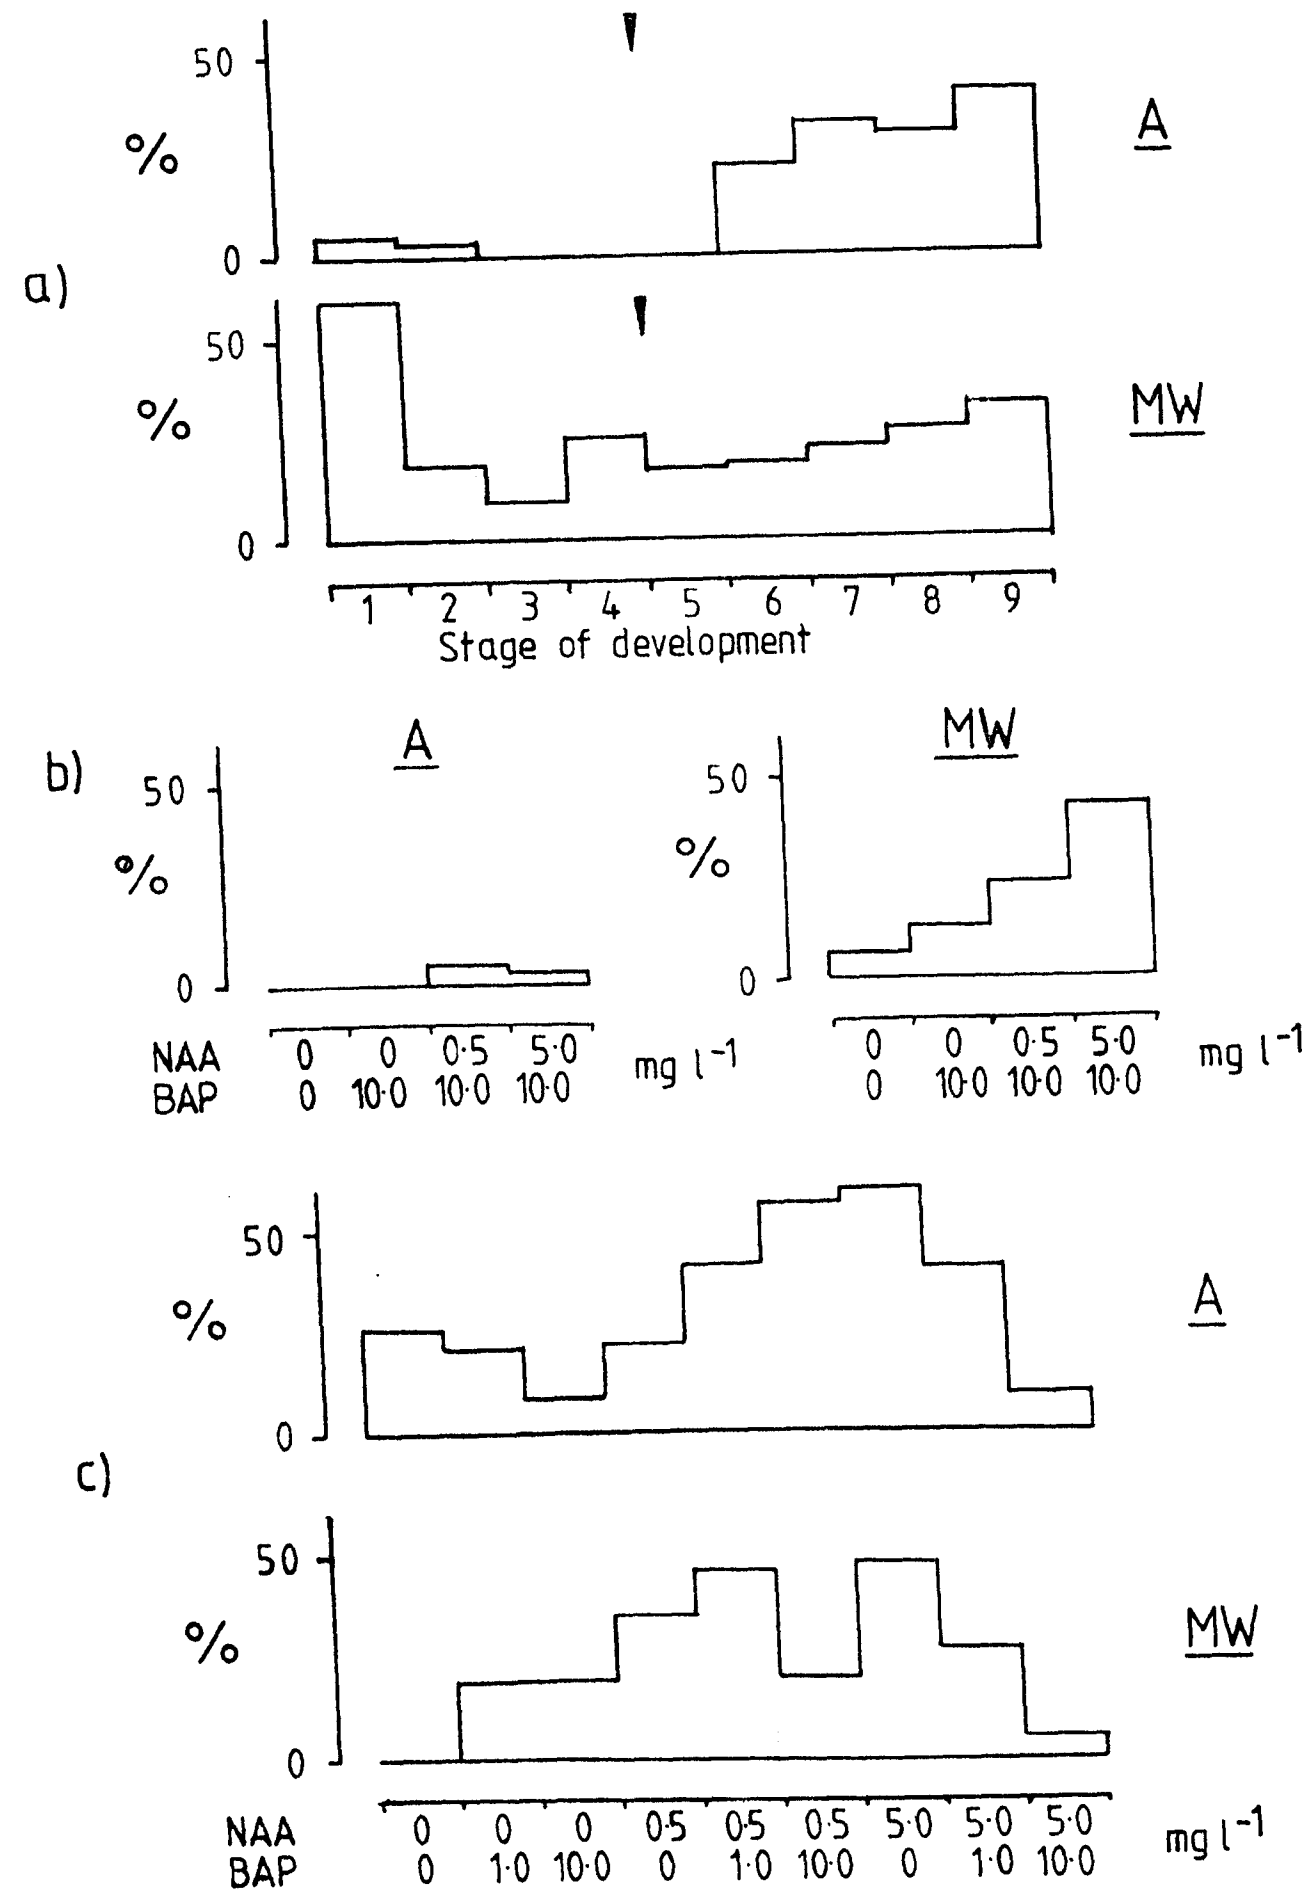 50
%
A
0
a)
50
%
MW
0
1 2 3 4 5 6 7 8 9
Stage of development
b)
A
50
%
0
NAA 0 0 0·5 5·0 mg l⁻¹
BAP 0 10·0 10·0 10·0
MW
50
%
0
0 0 0·5 5·0 mg l⁻¹
0 10·0 10·0 10·0
50
%
A
0
c)
50
%
MW
0
NAA 0 0 0 0·5 0·5 0·5 5·0 5·0 5·0 mg l⁻¹
BAP 0 1·0 10·0 0 1·0 10·0 0 1·0 10·0